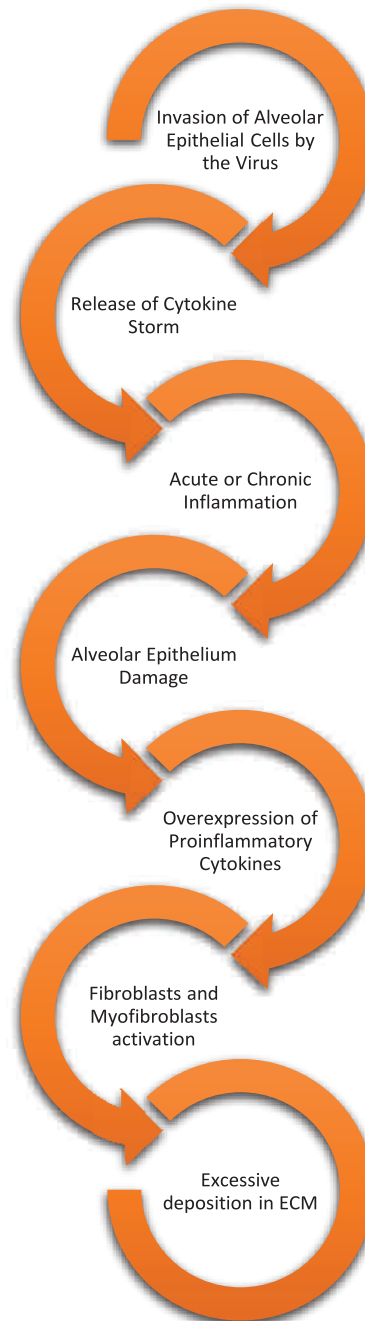 Invasion of Alveolar
Epithelial Cells by
the Virus
Release of Cytokine
Storm
Acute or Chronic
Inflammation
Alveolar Epithelium
Damage
Overexpression of
Proinflammatory
Cytokines
Fibroblasts and
Myofibroblasts
activation
Excessive
deposition in ECM